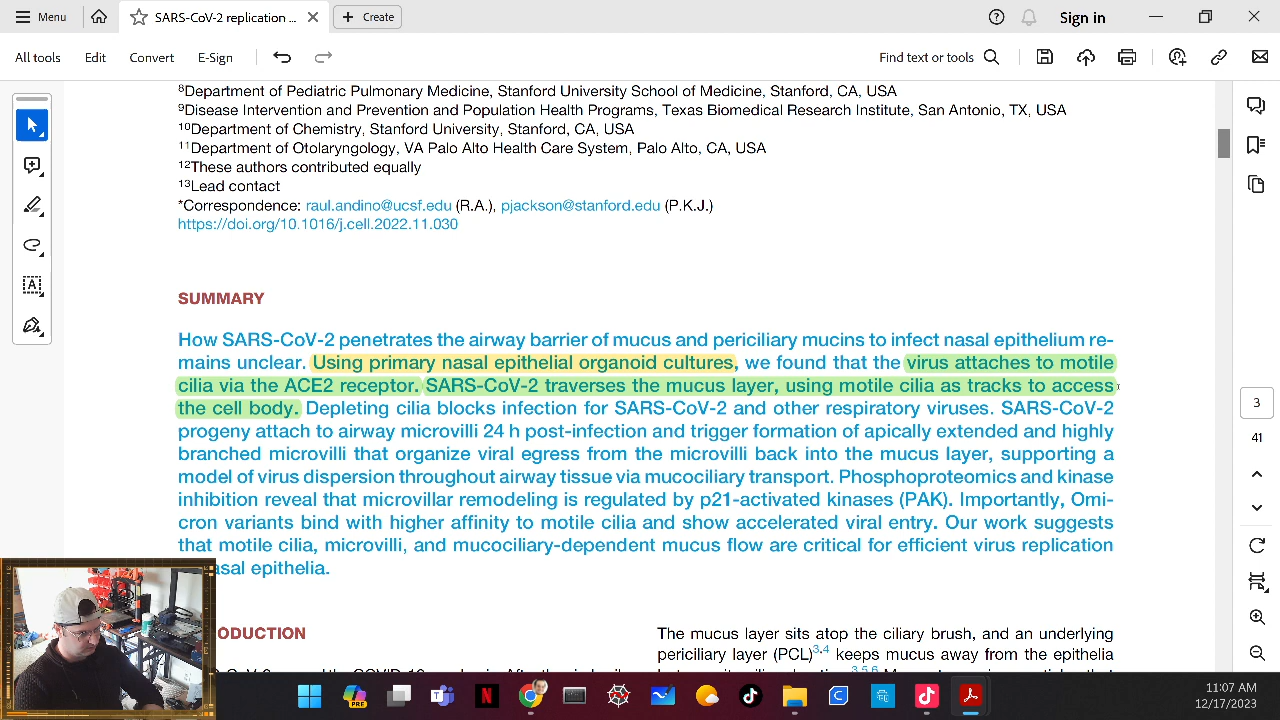 Menu
SARS-CoV-2 replication ...
Create
Sign in
All tools
Edit
Convert
E-Sign
Find text or tools
⁸Department of Pediatric Pulmonary Medicine, Stanford University School of Medicine, Stanford, CA, USA
⁹Disease Intervention and Prevention and Population Health Programs, Texas Biomedical Research Institute, San Antonio, TX, USA
¹⁰Department of Chemistry, Stanford University, Stanford, CA, USA
¹¹Department of Otolaryngology, VA Palo Alto Health Care System, Palo Alto, CA, USA
¹²These authors contributed equally
¹³Lead contact
*Correspondence: raul.andino@ucsf.edu (R.A.), pjackson@stanford.edu (P.K.J.)
https://doi.org/10.1016/j.cell.2022.11.030
SUMMARY
How SARS-CoV-2 penetrates the airway barrier of mucus and periciliary mucins to infect nasal epithelium re-
mains unclear. Using primary nasal epithelial organoid cultures, we found that the virus attaches to motile
cilia via the ACE2 receptor. SARS-CoV-2 traverses the mucus layer, using motile cilia as tracks to access
the cell body. Depleting cilia blocks infection for SARS-CoV-2 and other respiratory viruses. SARS-CoV-2
progeny attach to airway microvilli 24 h post-infection and trigger formation of apically extended and highly
branched microvilli that organize viral egress from the microvilli back into the mucus layer, supporting a
model of virus dispersion throughout airway tissue via mucociliary transport. Phosphoproteomics and kinase
inhibition reveal that microvillar remodeling is regulated by p21-activated kinases (PAK). Importantly, Omi-
cron variants bind with higher affinity to motile cilia and show accelerated viral entry. Our work suggests
that motile cilia, microvilli, and mucociliary-dependent mucus flow are critical for efficient virus replication
asal epithelia.
ODUCTION
The mucus layer sits atop the ciliary brush, and an underlying
periciliary layer (PCL)³,⁴ keeps mucus away from the epithelia
3
41
PRE
11:07 AM
12/17/2023